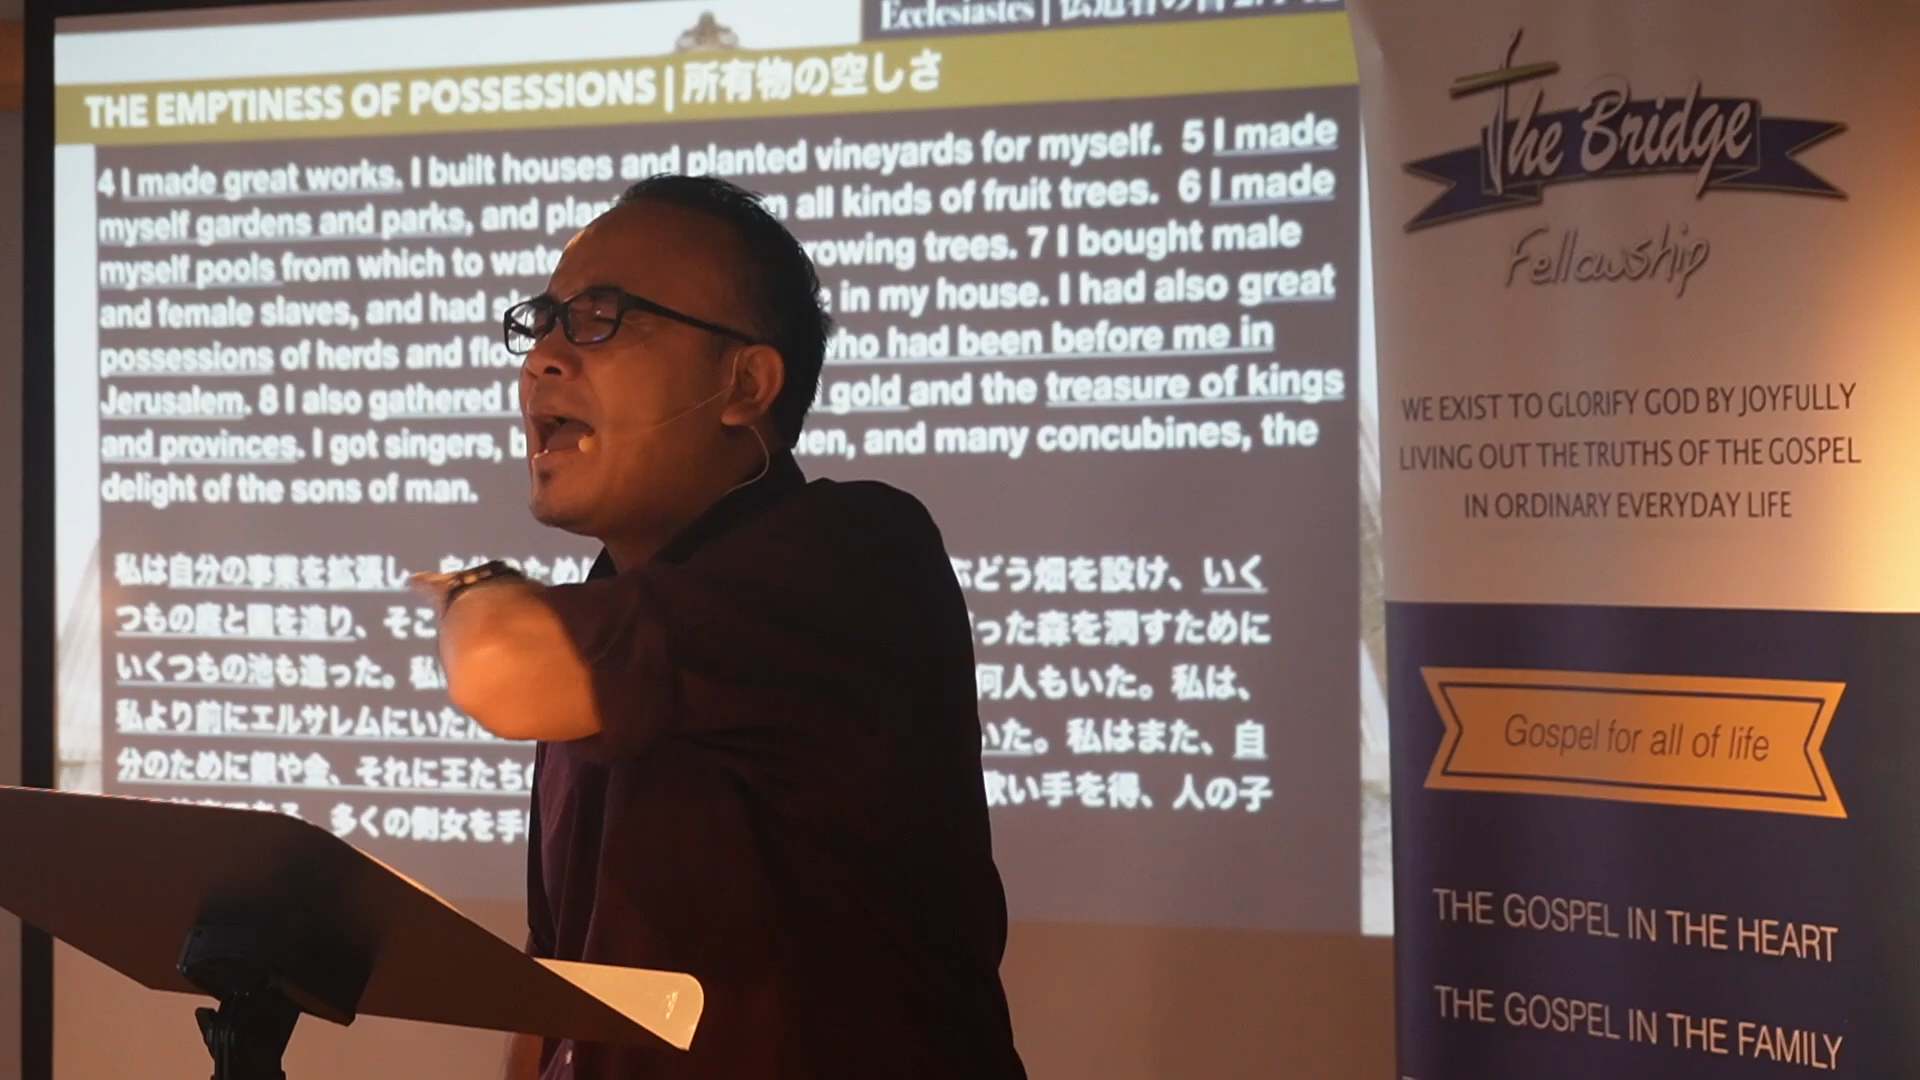 Ecclesiastes | 伝道者の書
THE EMPTINESS OF POSSESSIONS | 所有物の空しさ
4 I made great works. I built houses and planted vineyards for myself. 5 I made
myself gardens and parks, and all kinds of fruit trees. 6 I made
myself pools from which to trees. 7 I bought male
and female slaves, and had in my house. I had also great
possessions of herds and had been before me in
Jerusalem. 8 I also gathered gold and the treasure of kings
and provinces. I got singers, and many concubines, the
delight of the sons of man.
私は自分の事業を拡張し、 ぶどう畑を設け、いく
つもの庭と園を造り、そこ った森を潤すために
いくつもの池も造った。私 何人もいた。私は、
私より前にエルサレムにいた いた。私はまた、自
分のために銀や金、それに王たち 歌い手を得、人の子
多くの側女を手
The Bridge
Fellowship
WE EXIST TO GLORIFY GOD BY JOYFULLY
LIVING OUT THE TRUTHS OF THE GOSPEL
IN ORDINARY EVERYDAY LIFE
Gospel for all of life
THE GOSPEL IN THE HEART
THE GOSPEL IN THE FAMILY